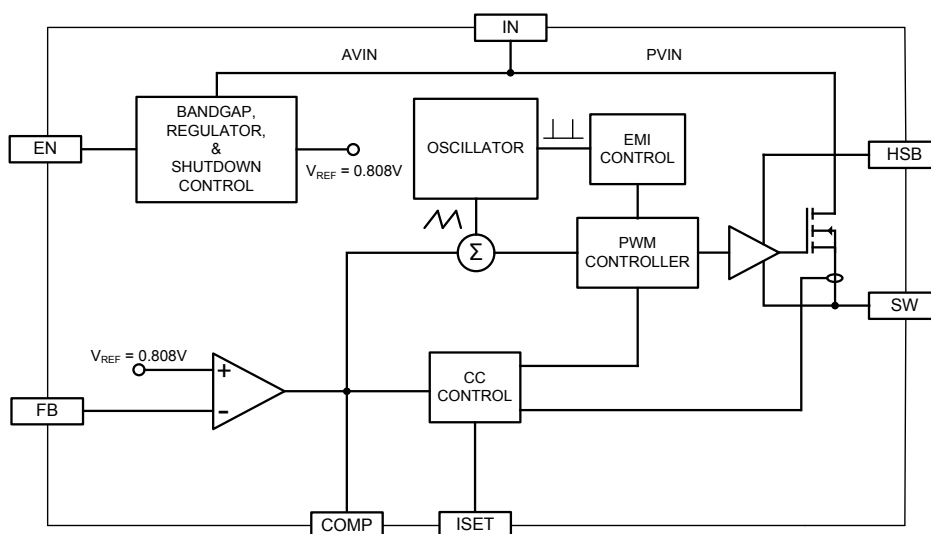 IN
AVIN
PVIN
BANDGAP,
REGULATOR,
&
SHUTDOWN
CONTROL
EN
VREF = 0.808V
OSCILLATOR
EMI
CONTROL
HSB
Σ
PWM
CONTROLLER
SW
VREF = 0.808V
+
-
FB
CC
CONTROL
COMP
ISET